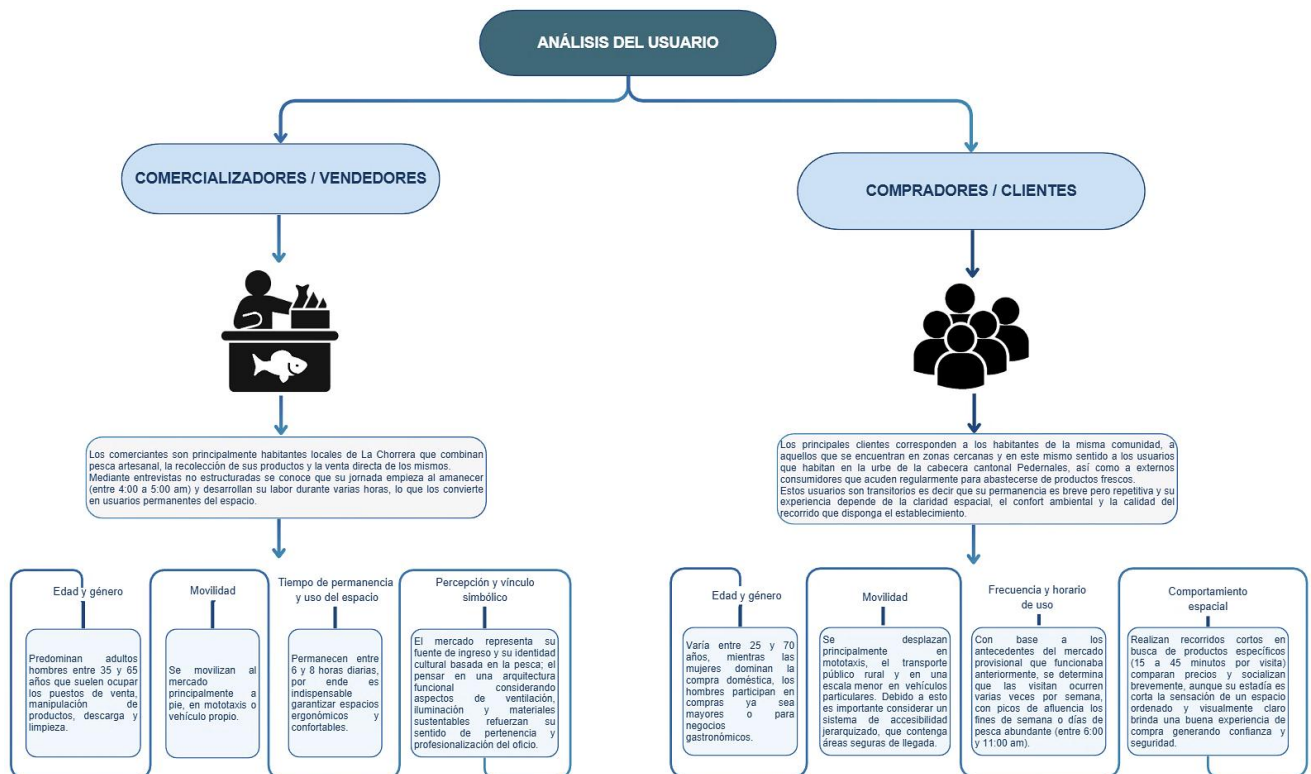 ANÁLISIS DEL USUARIO
COMERCIALIZADORES / VENDEDORES
Los comerciantes son principalmente habitantes locales de La Chorrera que combinan
pesca artesanal, la recolección de sus productos y la venta directa de los mismos.
Mediante entrevistas no estructuradas se conoce que su jornada empieza al amanecer
(entre 4:00 a 5:00 am) y desarrollan su labor durante varias horas, lo que los convierte
en usuarios permanentes del espacio.
Edad y género
Predominan adultos
hombres entre 35 y 65
años que suelen ocupar
los puestos de venta,
manipulación de
productos, descarga y
limpieza.
Movilidad
Se movilizan al
mercado
principalmente a
pie, en mototaxis o
vehículo propio.
Tiempo de permanencia
y uso del espacio
Permanecen entre
6 y 8 horas diarias,
por ende es
indispensable
garantizar espacios
ergonómicos y
confortables.
Percepción y vínculo
simbólico
El mercado representa su
fuente de ingreso y su identidad
cultural basada en la pesca; el
pensar en una arquitectura
funcional considerando
aspectos de ventilación,
iluminación y materiales
sustentables refuerzan su
sentido de pertenencia y
profesionalización del oficio.
COMPRADORES / CLIENTES
Los principales clientes corresponden a los habitantes de la misma comunidad, a
aquellos que se encuentran en zonas cercanas y en este mismo sentido a los usuarios
que habitan en la urbe de la cabecera cantonal Pedernales, así como a externos
consumidores que acuden regularmente para abastecerse de productos frescos.
Estos usuarios son transitorios es decir que su permanencia es breve pero repetitiva y su
experiencia depende de la claridad espacial, el confort ambiental y la calidad del
recorrido que disponga el establecimiento.
Edad y género
Varía entre 25 y 70
años, mientras las
mujeres dominan la
compra doméstica, los
hombres participan en
compras ya sea
mayores o para
negocios
gastronómicos.
Movilidad
Se desplazan
principalmente en
mototaxis, el transporte
público rural y en una
escala menor en vehículos
particulares. Debido a esto
es importante considerar un
sistema de accesibilidad
jerarquizado, que contenga
áreas seguras de llegada.
Frecuencia y horario
de uso
Con base a los
antecedentes del mercado
provisional que funcionaba
anteriormente, se determina
que las visitan ocurren
varias veces por semana,
con picos de afluencia los
fines de semana o días de
pesca abundante (entre 6:00
y 11:00 am).
Comportamiento
espacial
Realizan recorridos cortos en
busca de productos específicos
(15 a 45 minutos por visita)
comparan precios y socializan
brevemente, aunque su estadía es
corta la sensación de un espacio
ordenado y visualmente claro
brinda una buena experiencia de
compra generando confianza y
seguridad.